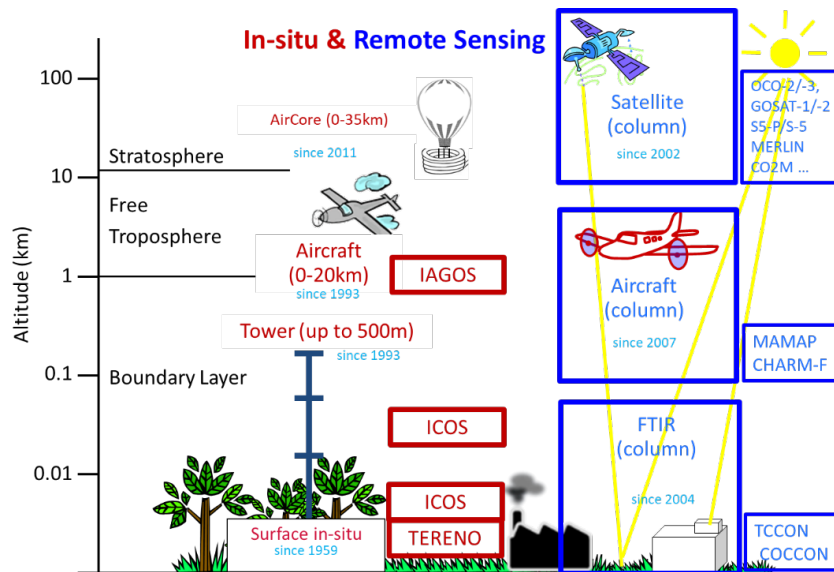 In-situ & Remote Sensing
Altitude (km)
100
10
1
0.1
0.01
Stratosphere
Free
Troposphere
Boundary Layer
AirCore (0-35km)
since 2011
Aircraft
(0-20km)
since 1993
IAGOS
Tower (up to 500m)
since 1993
ICOS
ICOS
TERENO
Surface in-situ
since 1959
Satellite
(column)
since 2002
OCO-2/-3,
GOSAT-1/-2
S5-P/S-5
MERLIN
CO2M ...
Aircraft
(column)
since 2007
MAMAP
CHARM-F
FTIR
(column)
since 2004
TCCON
COCCON